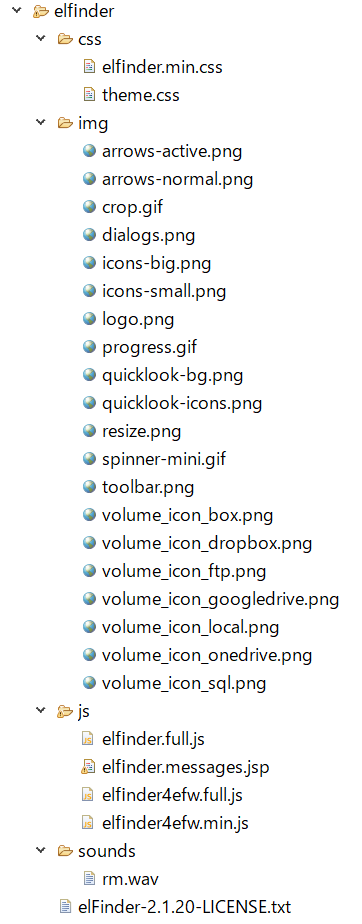 elfinder
css
elfinder.min.css
theme.css
img
arrows-active.png
arrows-normal.png
crop.gif
dialogs.png
icons-big.png
icons-small.png
logo.png
progress.gif
quicklook-bg.png
quicklook-icons.png
resize.png
spinner-mini.gif
toolbar.png
volume_icon_box.png
volume_icon_dropbox.png
volume_icon_ftp.png
volume_icon_googledrive.png
volume_icon_local.png
volume_icon_onedrive.png
volume_icon_sql.png
js
elfinder.full.js
elfinder.messages.jsp
elfinder4efw.full.js
elfinder4efw.min.js
sounds
rm.wav
elFinder-2.1.20-LICENSE.txt